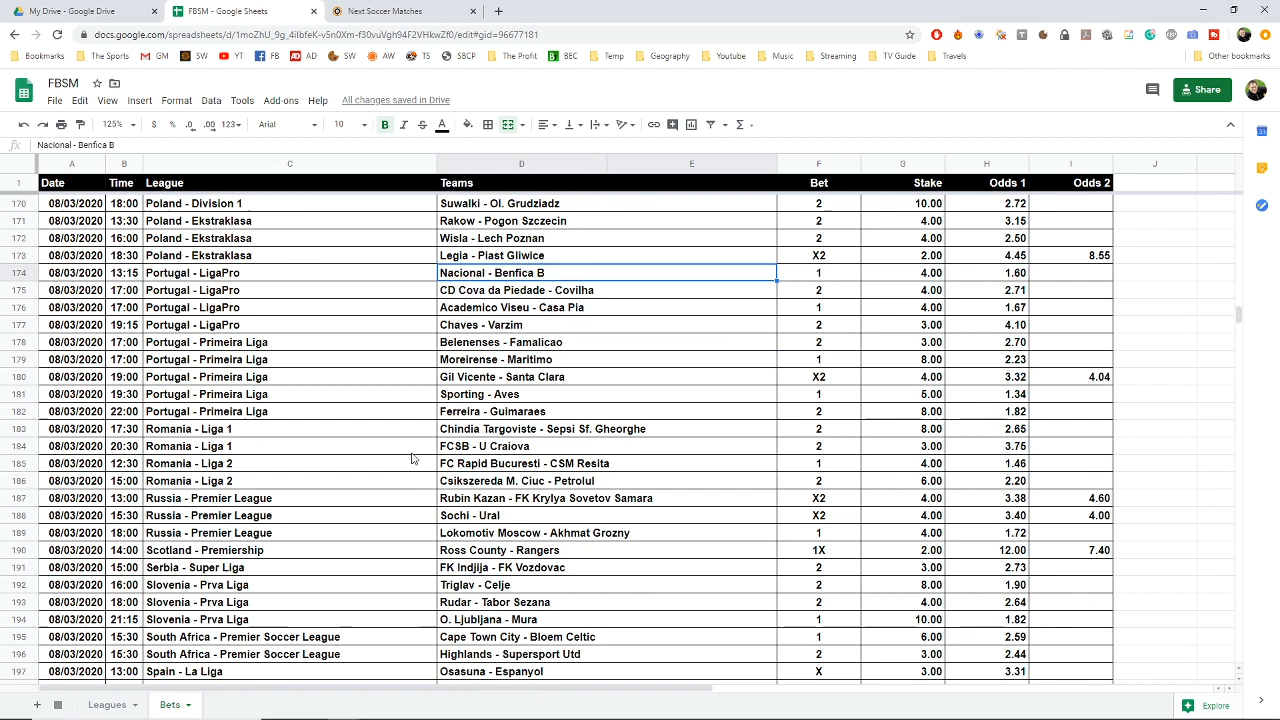 My Drive - Google Drive × FBSM - Google Sheets × Next Soccer Matches × +
docs.google.com/spreadsheets/d/1moZhU_9g_4iIbfeK-v5n0Xm-f30vuVgh94F2VHkwZf0/edit#gid=96677181
Bookmarks The Sports GM SW YT FB AD SW AW TS SBCP The Profit BEC Temp Geography Youtube Music Streaming TV Guide Travels Other bookmarks
FBSM
File Edit View Insert Format Data Tools Add-ons Help All changes saved in Drive Share
125% $ % .0 .00 123 Arial 10 B I S A
fx Nacional - Benfica B
A B C D E F G H I J
1 Date Time League Teams Bet Stake Odds 1 Odds 2
170 08/03/2020 18:00 Poland - Division 1 Suwalki - Ol. Grudziadz 2 10.00 2.72
171 08/03/2020 13:30 Poland - Ekstraklasa Rakow - Pogon Szczecin 2 4.00 3.15
172 08/03/2020 16:00 Poland - Ekstraklasa Wisla - Lech Poznan 2 4.00 2.50
173 08/03/2020 18:30 Poland - Ekstraklasa Legia - Piast Gliwice X2 2.00 4.45 8.55
174 08/03/2020 13:15 Portugal - LigaPro Nacional - Benfica B 1 4.00 1.60
175 08/03/2020 17:00 Portugal - LigaPro CD Cova da Piedade - Covilha 2 4.00 2.71
176 08/03/2020 17:00 Portugal - LigaPro Academico Viseu - Casa Pia 1 4.00 1.67
177 08/03/2020 19:15 Portugal - LigaPro Chaves - Varzim 2 3.00 4.10
178 08/03/2020 17:00 Portugal - Primeira Liga Belenenses - Famalicao 2 3.00 2.70
179 08/03/2020 17:00 Portugal - Primeira Liga Moreirense - Maritimo 1 8.00 2.23
180 08/03/2020 19:00 Portugal - Primeira Liga Gil Vicente - Santa Clara X2 4.00 3.32 4.04
181 08/03/2020 19:30 Portugal - Primeira Liga Sporting - Aves 1 5.00 1.34
182 08/03/2020 22:00 Portugal - Primeira Liga Ferreira - Guimaraes 2 8.00 1.82
183 08/03/2020 17:30 Romania - Liga 1 Chindia Targoviste - Sepsi Sf. Gheorghe 2 8.00 2.65
184 08/03/2020 20:30 Romania - Liga 1 FCSB - U Craiova 2 3.00 3.75
185 08/03/2020 12:30 Romania - Liga 2 FC Rapid Bucuresti - CSM Resita 1 4.00 1.46
186 08/03/2020 15:00 Romania - Liga 2 Csikszereda M. Ciuc - Petrolul 2 6.00 2.20
187 08/03/2020 13:00 Russia - Premier League Rubin Kazan - FK Krylya Sovetov Samara X2 4.00 3.38 4.60
188 08/03/2020 15:30 Russia - Premier League Sochi - Ural X2 4.00 3.40 4.00
189 08/03/2020 18:00 Russia - Premier League Lokomotiv Moscow - Akhmat Grozny 1 4.00 1.72
190 08/03/2020 14:00 Scotland - Premiership Ross County - Rangers 1X 2.00 12.00 7.40
191 08/03/2020 15:00 Serbia - Super Liga FK Indjija - FK Vozdovac 2 3.00 2.73
192 08/03/2020 16:00 Slovenia - Prva Liga Triglav - Celje 2 8.00 1.90
193 08/03/2020 18:00 Slovenia - Prva Liga Rudar - Tabor Sezana 2 4.00 2.64
194 08/03/2020 21:15 Slovenia - Prva Liga O. Ljubljana - Mura 1 10.00 1.82
195 08/03/2020 15:30 South Africa - Premier Soccer League Cape Town City - Bloem Celtic 1 6.00 2.59
196 08/03/2020 15:30 South Africa - Premier Soccer League Highlands - Supersport Utd 2 3.00 2.44
197 08/03/2020 13:00 Spain - La Liga Osasuna - Espanyol X 3.00 3.31
+ Leagues Bets Explore